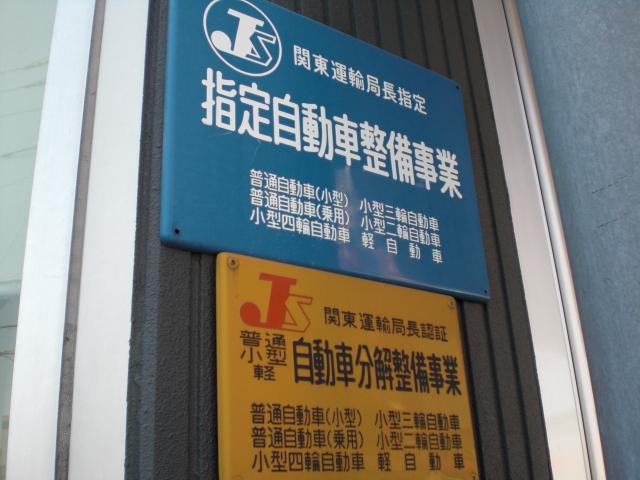 JS 関東運輸局長指定
指定自動車整備事業
普通自動車(小型) 小型三輪自動車
普通自動車(乗用) 小型二輪自動車
小型四輪自動車 軽自動車
JS 関東運輸局長認証
普通
小型
軽
自動車分解整備事業
普通自動車(小型) 小型三輪自動車
普通自動車(乗用) 小型二輪自動車
小型四輪自動車 軽自動車